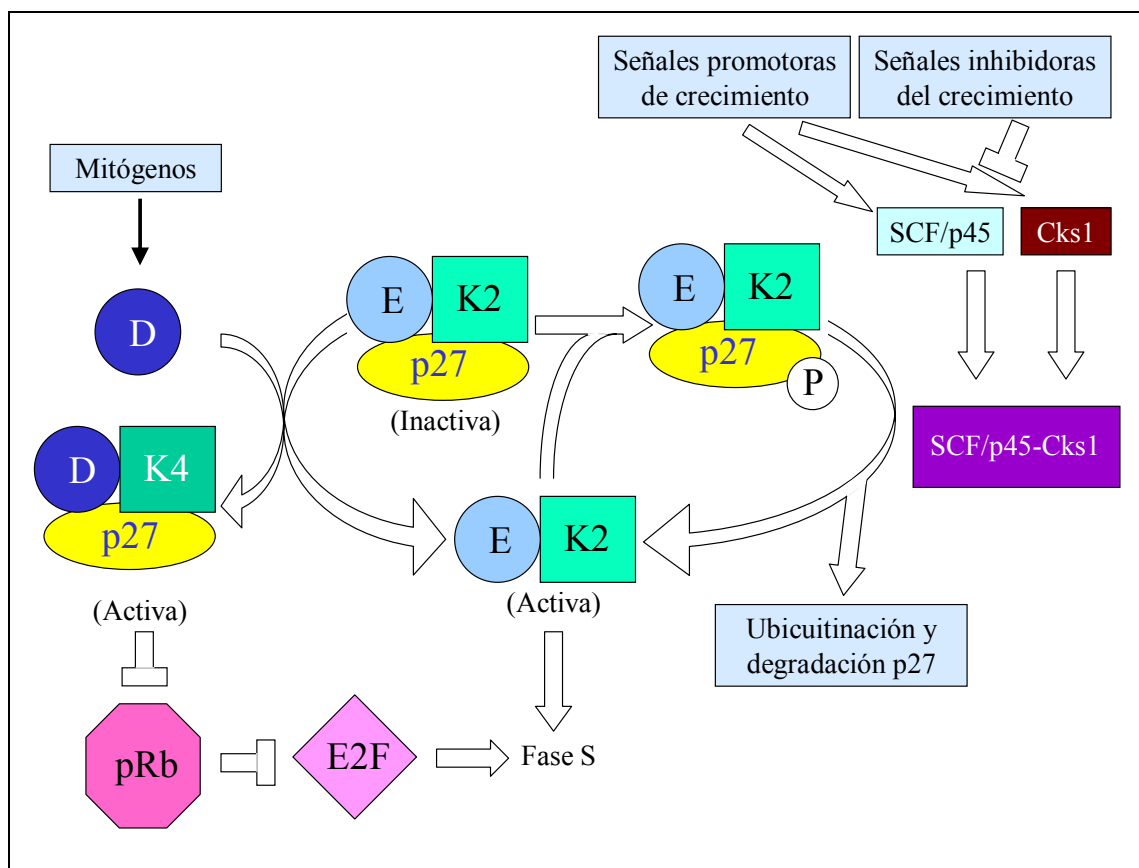 Señales promotoras
de crecimiento
Señales inhibidoras
del crecimiento
Mitógenos
SCF/p45
Cks1
D
E
K2
p27
(Inactiva)
E
K2
p27
P
D
K4
p27
(Activa)
E
K2
(Activa)
SCF/p45-Cks1
Ubicuitinación y
degradación p27
pRb
E2F
Fase S